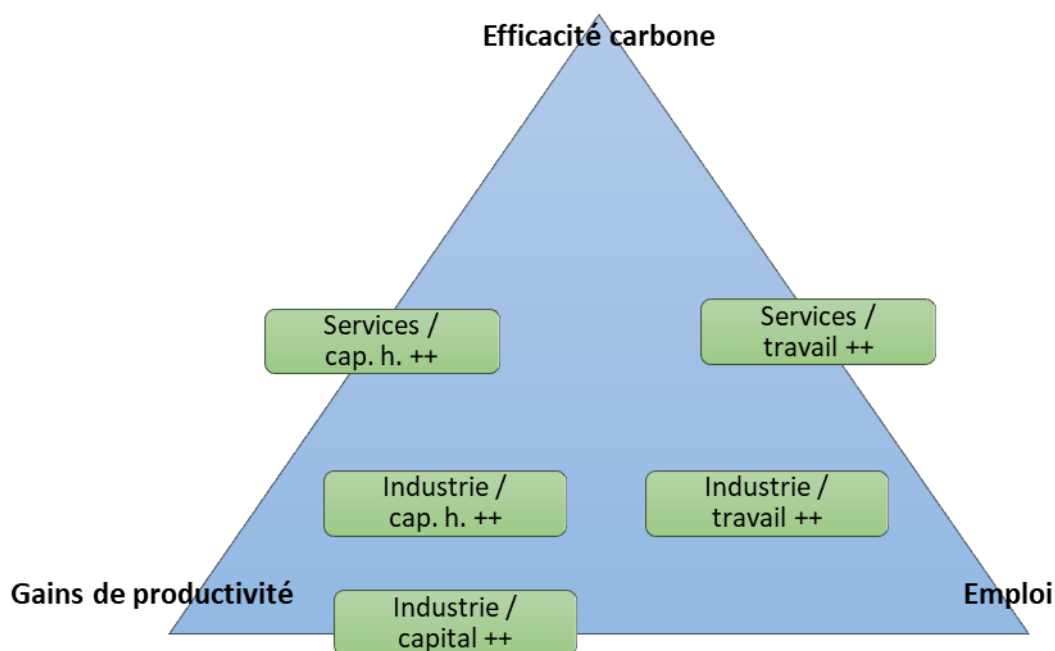 Efficacité carbone
Services /
cap. h. ++
Services /
travail ++
Industrie /
cap. h. ++
Industrie /
travail ++
Gains de productivité
Emploi
Industrie /
capital ++